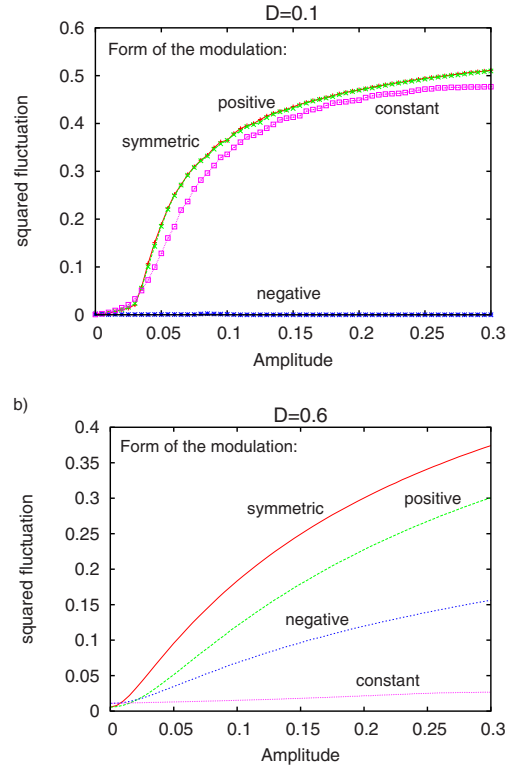 D=0.1
Form of the modulation:
positive
constant
symmetric
negative
squared fluctuation
0.6
0.5
0.4
0.3
0.2
0.1
0
0 0.05 0.1 0.15 0.2 0.25 0.3
Amplitude
b)
D=0.6
Form of the modulation:
symmetric
positive
negative
constant
squared fluctuation
0.4
0.35
0.3
0.25
0.2
0.15
0.1
0.05
0
0 0.05 0.1 0.15 0.2 0.25 0.3
Amplitude